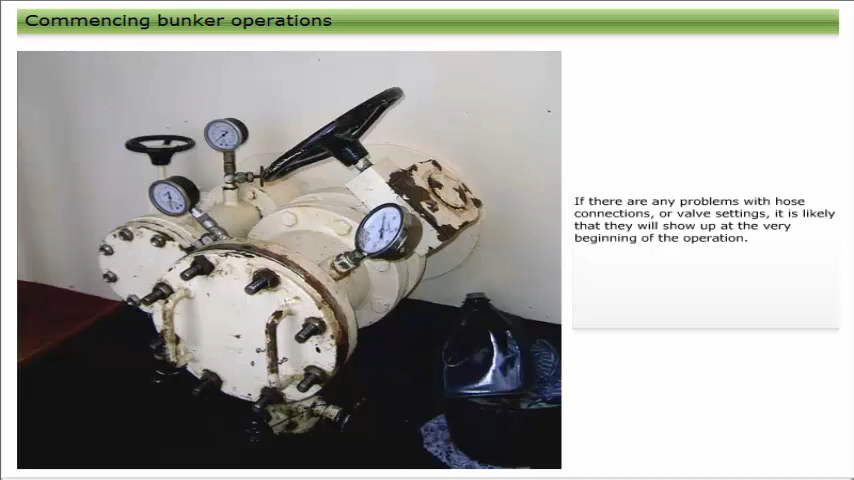 Commencing bunker operations
If there are any problems with hose
connections, or valve settings, it is likely
that they will show up at the very
beginning of the operation.